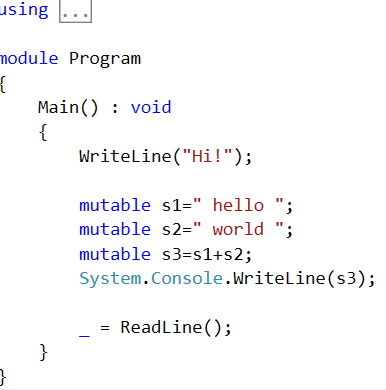 using ...
module Program
{
    Main() : void
    {
        WriteLine("Hi!");

        mutable s1=" hello ";
        mutable s2=" world ";
        mutable s3=s1+s2;
        System.Console.WriteLine(s3);

        _ = ReadLine();
    }
}